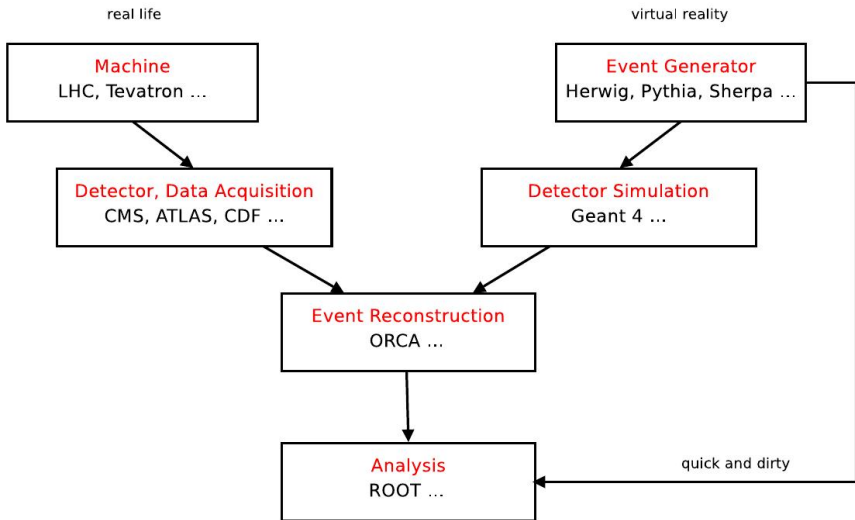 real life
virtual reality
Machine
LHC, Tevatron ...
Event Generator
Herwig, Pythia, Sherpa ...
Detector, Data Acquisition
CMS, ATLAS, CDF ...
Detector Simulation
Geant 4 ...
Event Reconstruction
ORCA ...
Analysis
ROOT ...
quick and dirty